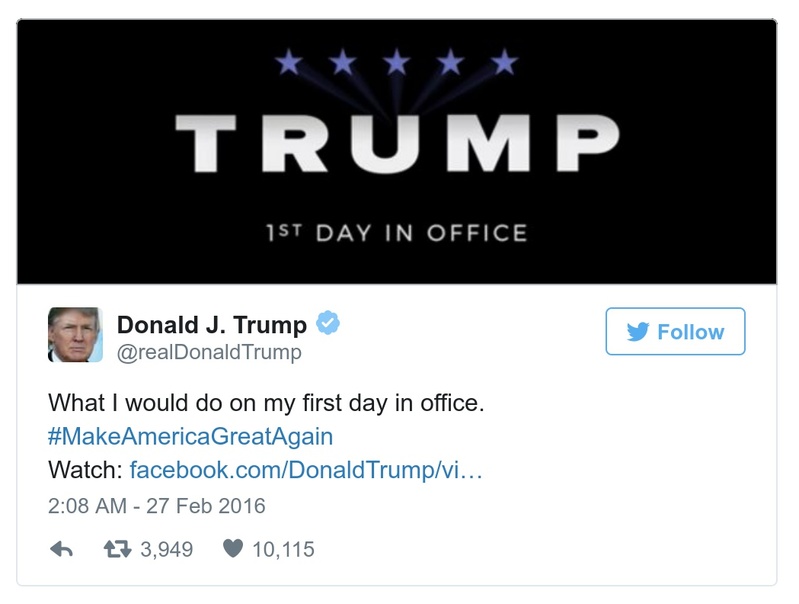 TRUMP
1ST DAY IN OFFICE
Donald J. Trump
@realDonaldTrump
Follow
What I would do on my first day in office.
#MakeAmericaGreatAgain
Watch: facebook.com/DonaldTrump/vi…
2:08 AM - 27 Feb 2016
3,949 10,115